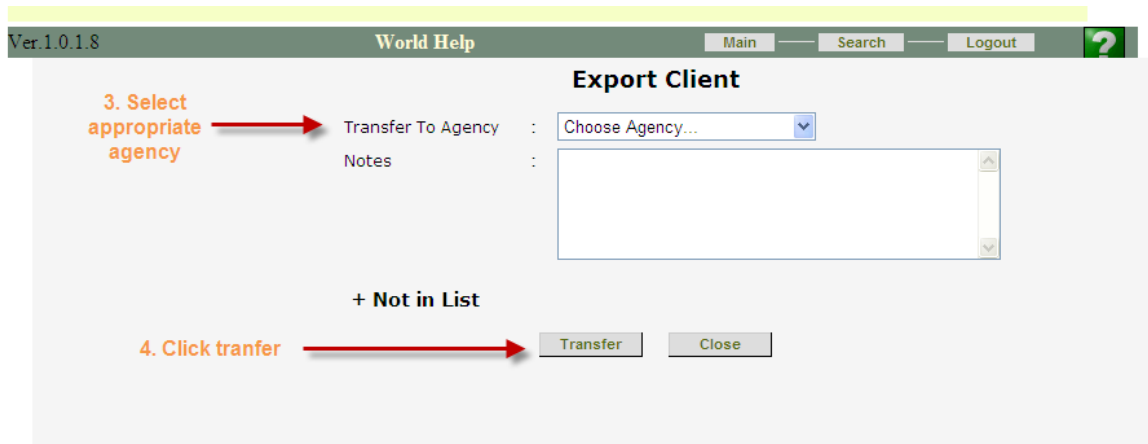 Ver.1.0.1.8 World Help Main Search Logout ?
Export Client
3. Select
appropriate
agency
Transfer To Agency : Choose Agency...
Notes :
+ Not in List
4. Click tranfer
Transfer Close